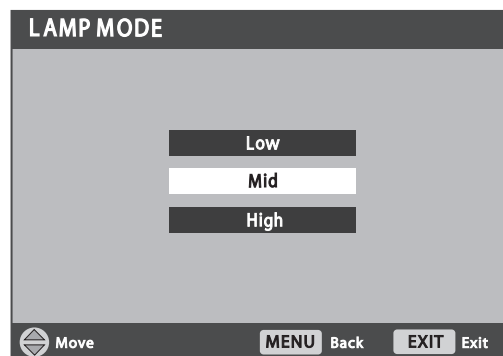 LAMP MODE
Low
Mid
High
Move MENU Back EXIT Exit